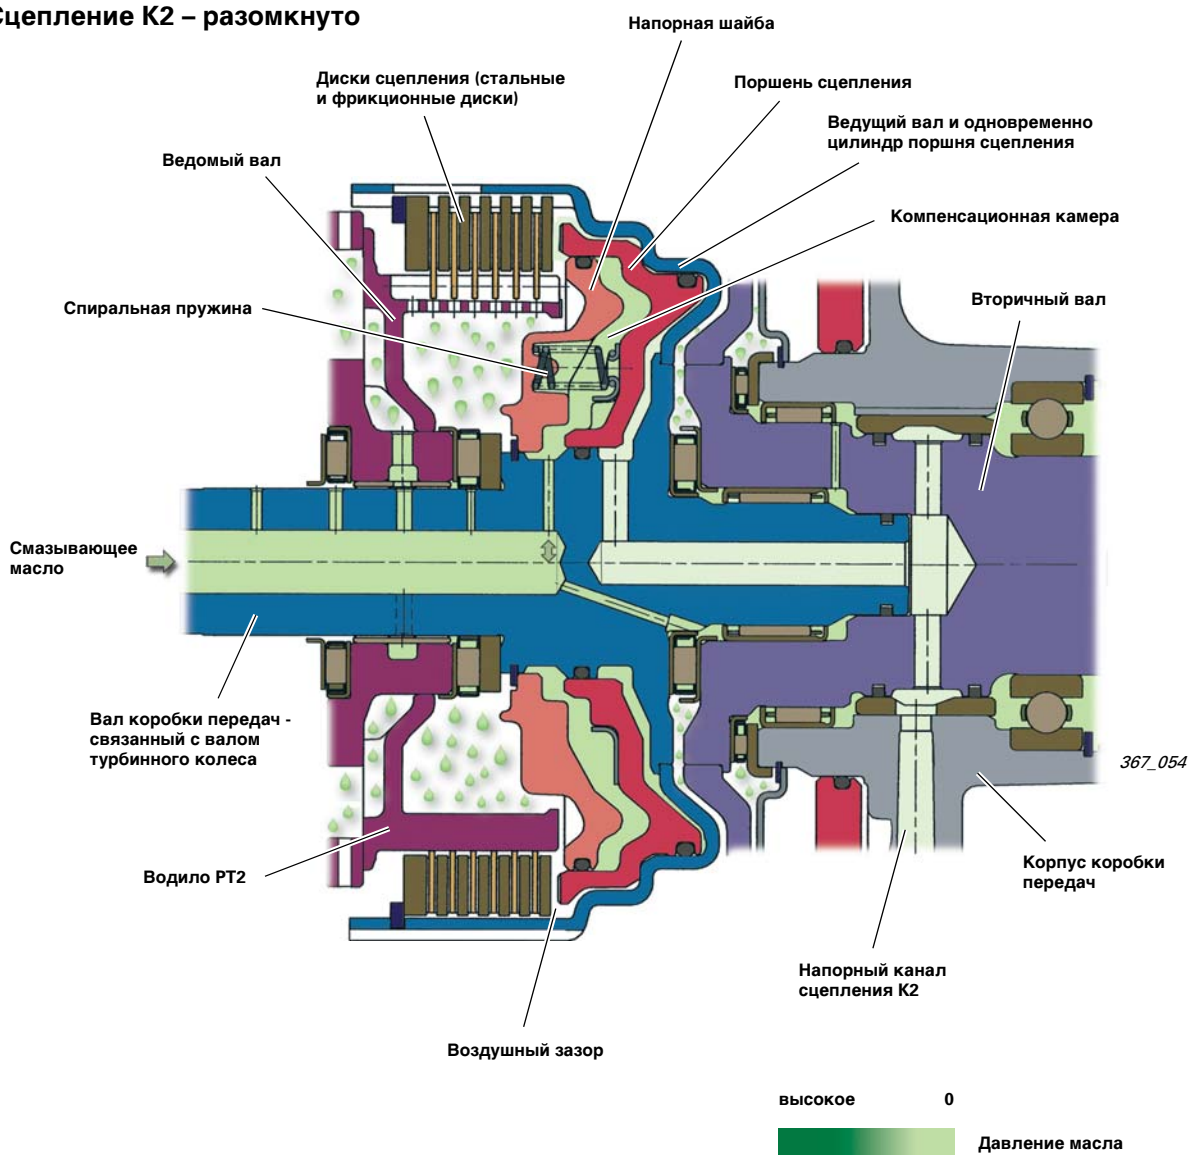 Сцепление К2 – разомкнуто
Напорная шайба
Диски сцепления (стальные
и фрикционные диски)
Поршень сцепления
Ведущий вал и одновременно
цилиндр поршня сцепления
Ведомый вал
Компенсационная камера
Спиральная пружина
Вторичный вал
Смазывающее
масло
Вал коробки передач -
связанный с валом
турбинного колеса
367_054
Водило РТ2
Корпус коробки
передач
Напорный канал
сцепления К2
Воздушный зазор
высокое 0
Давление масла